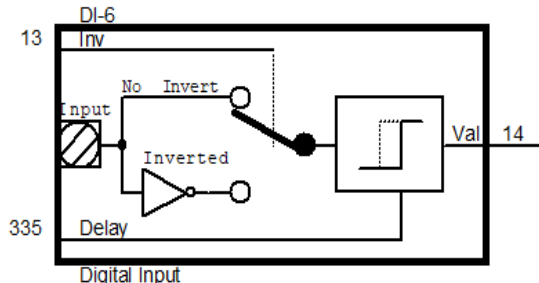 DI-6
13 Inv
No Invert
Input
Val 14
Inverted
335 Delay
Digital Input